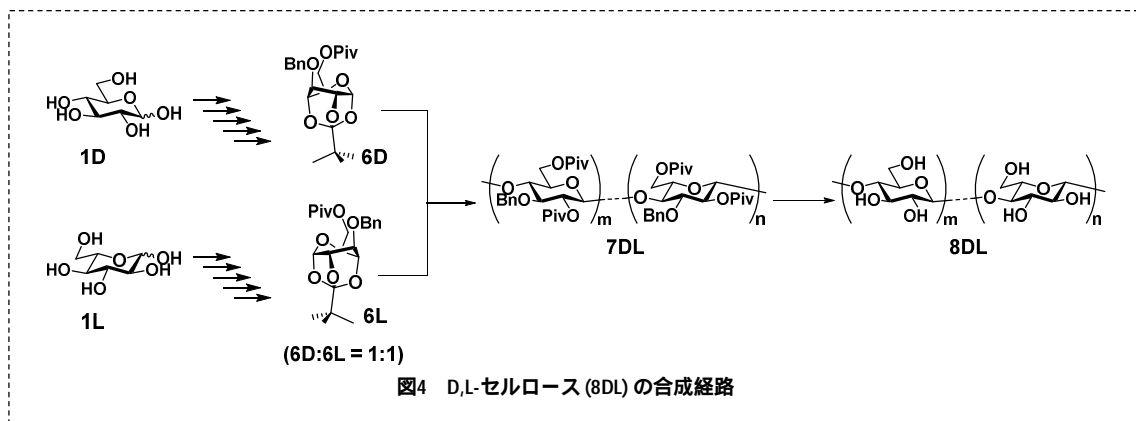 OH
HO
O
HO
OH
OH
1D
OPiv
BnO
O
O
O
O
6D
OH
O
OH
HO
OH
HO
1L
PivO
OBn
O
O
O
O
6L
(6D:6L = 1:1)
OPiv
O
O
BnO
PivO
m
OPiv
O
O
BnO
OPiv
n
7DL
OH
O
O
HO
OH
m
OH
O
O
HO
OH
n
8DL
図4 D,L-セルロース (8DL) の合成経路